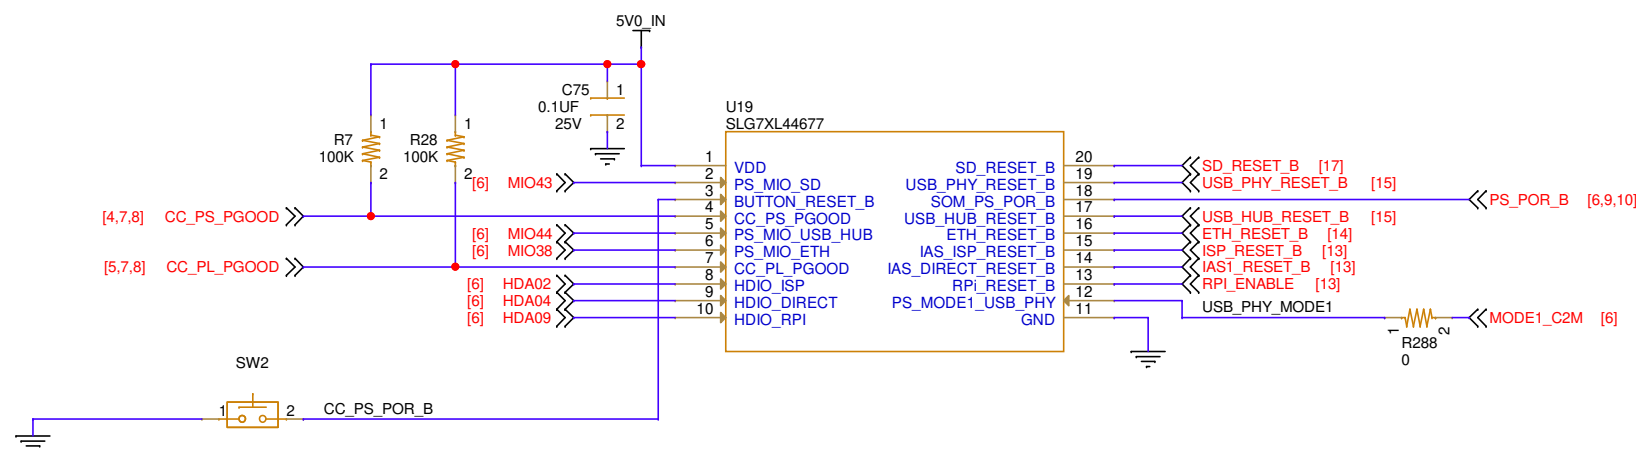 5V0_IN
C75 1
0.1UF
25V 2
U19
SLG7XL44677
R7 1
100K
2
R28 1
100K
2
1 VDD
[6] MIO43 2 PS_MIO_SD
3 BUTTON_RESET_B
[4,7,8] CC_PS_PGOOD 4 CC_PS_PGOOD
[6] MIO44 5 PS_MIO_USB_HUB
[6] MIO38 6 PS_MIO_ETH
[5,7,8] CC_PL_PGOOD 7 CC_PL_PGOOD
[6] HDA02 8 HDIO_ISP
[6] HDA04 9 HDIO_DIRECT
[6] HDA09 10 HDIO_RPI
SD_RESET_B 20 SD_RESET_B [17]
USB_PHY_RESET_B 19 USB_PHY_RESET_B [15]
SOM_PS_POR_B 18 PS_POR_B [6,9,10]
USB_HUB_RESET_B 17 USB_HUB_RESET_B [15]
ETH_RESET_B 16 ETH_RESET_B [14]
IAS_ISP_RESET_B 15 ISP_RESET_B [13]
IAS_DIRECT_RESET_B 14 IAS1_RESET_B [13]
RPi_RESET_B 13 RPI_ENABLE [13]
PS_MODE1_USB_PHY 12 USB_PHY_MODE1
GND 11
1 2 MODE1_C2M [6]
R288
0
SW2
1 2 CC_PS_POR_B